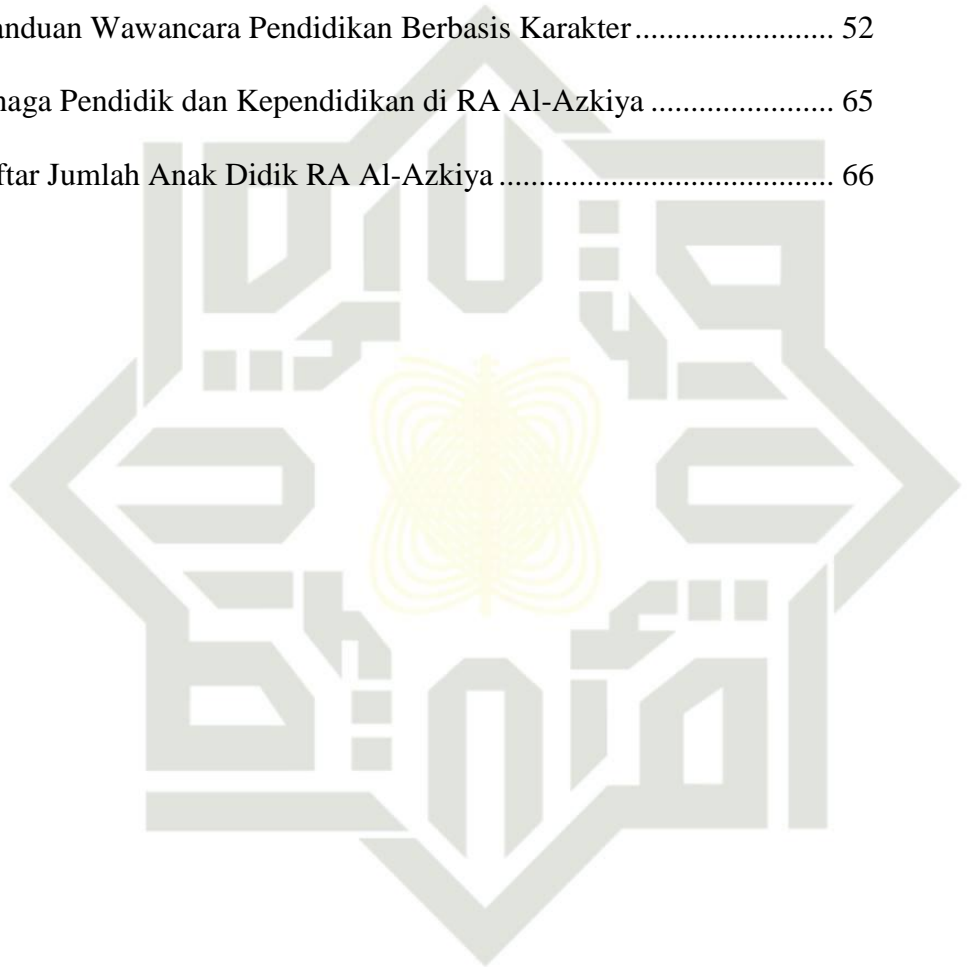 anduan Wawancara Pendidikan Berbasis Karakter ......................... 52
naga Pendidik dan Kependidikan di RA Al-Azkiya ....................... 65
ftar Jumlah Anak Didik RA Al-Azkiya .......................................... 66